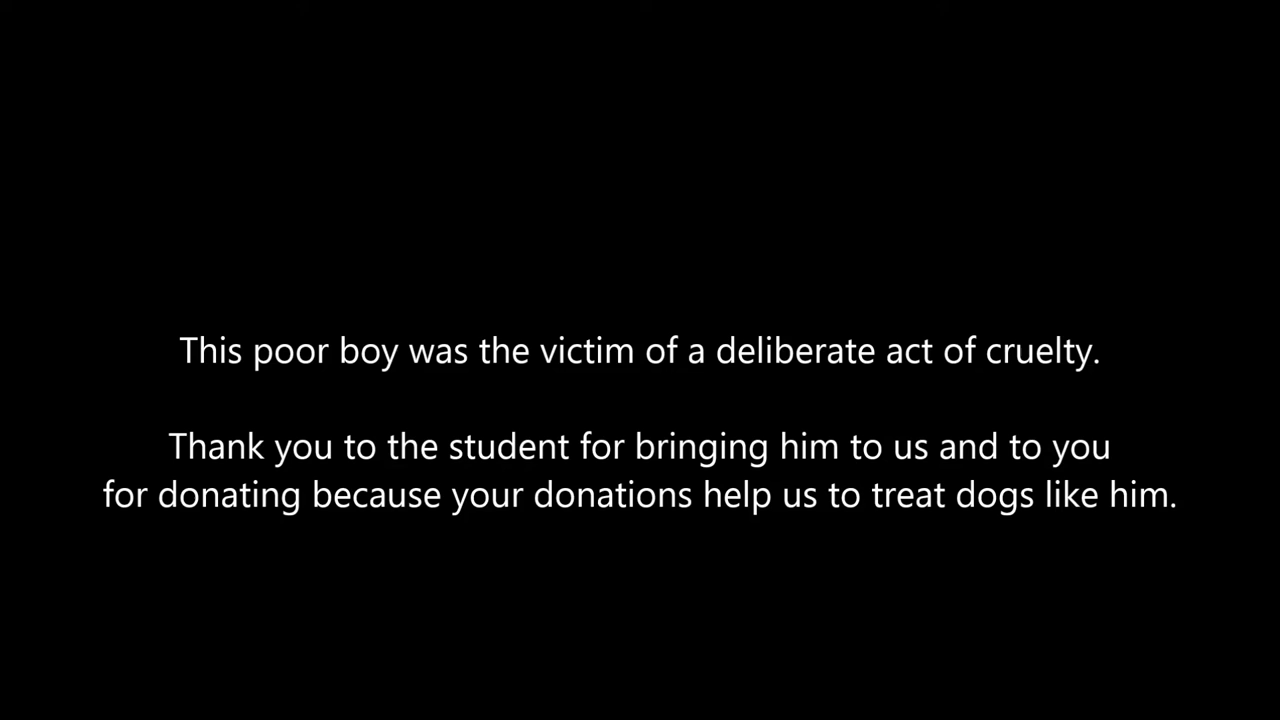 This poor boy was the victim of a deliberate act of cruelty.
Thank you to the student for bringing him to us and to you
for donating because your donations help us to treat dogs like him.